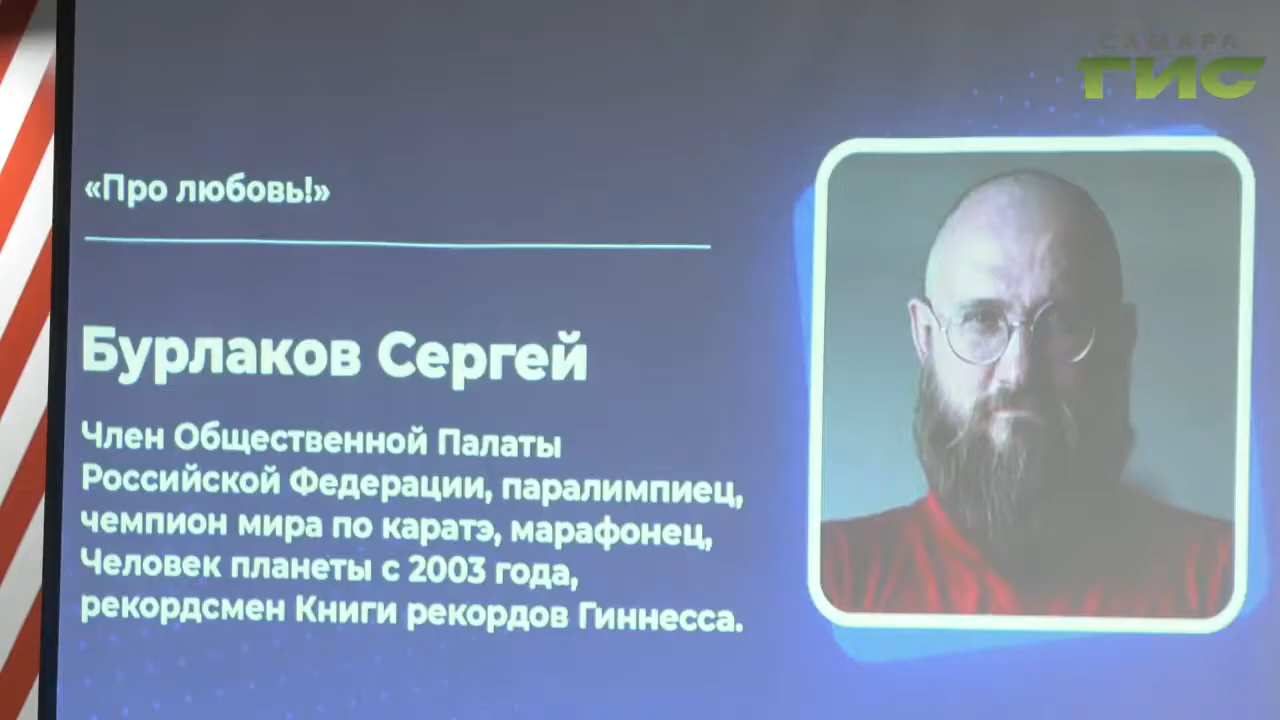 САМАРА
ГИС
«Про любовь!»
Бурлаков Сергей
Член Общественной Палаты
Российской Федерации, паралимпиец,
чемпион мира по каратэ, марафонец,
Человек планеты с 2003 года,
рекордсмен Книги рекордов Гиннесса.